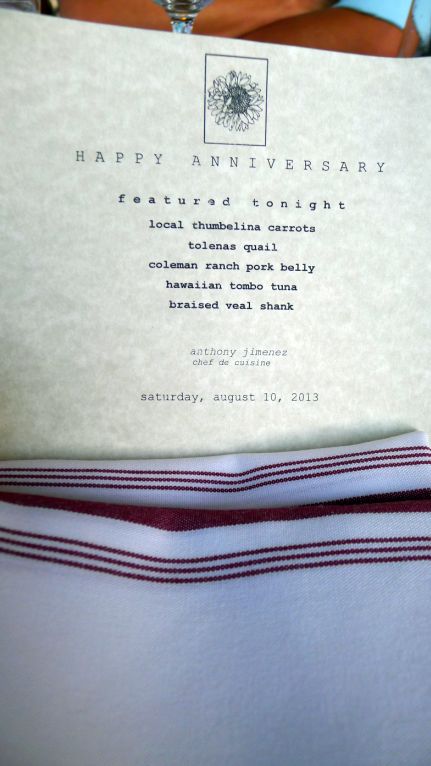 HAPPY ANNIVERSARY
featured tonight
local thumbelina carrots
tolenas quail
coleman ranch pork belly
hawaiian tombo tuna
braised veal shank
anthony jimenez
chef de cuisine
saturday, august 10, 2013